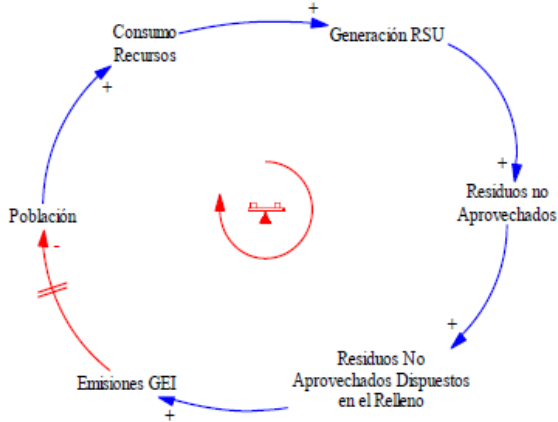 Consumo
Recursos
+
+
Generación RSU
+
Residuos no
Aprovechados
+
Residuos No
Aprovechados Dispuestos
en el Relleno
+
Emisiones GEI
-
Población